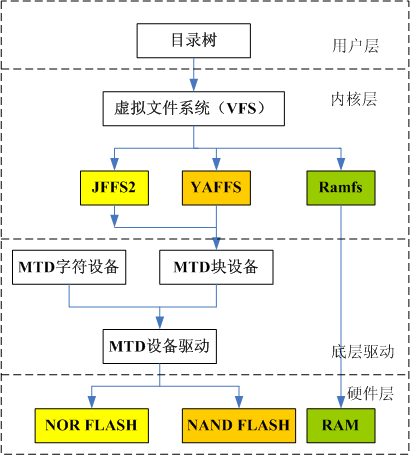 目录树
用户层
内核层
虚拟文件系统（VFS）
JFFS2
YAFFS
Ramfs
MTD字符设备
MTD块设备
MTD设备驱动
底层驱动
硬件层
NOR FLASH
NAND FLASH
RAM